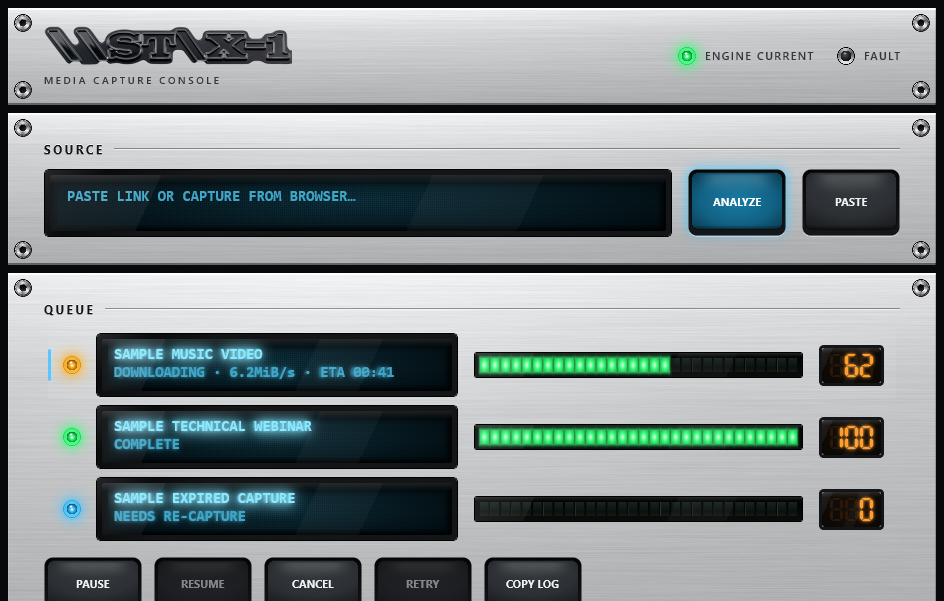 \\ST\X-1
MEDIA CAPTURE CONSOLE
ENGINE CURRENT
FAULT
SOURCE
PASTE LINK OR CAPTURE FROM BROWSER…
ANALYZE
PASTE
QUEUE
SAMPLE MUSIC VIDEO
DOWNLOADING · 6.2MiB/s · ETA 00:41
62
SAMPLE TECHNICAL WEBINAR
COMPLETE
100
SAMPLE EXPIRED CAPTURE
NEEDS RE-CAPTURE
0
PAUSE
RESUME
CANCEL
RETRY
COPY LOG